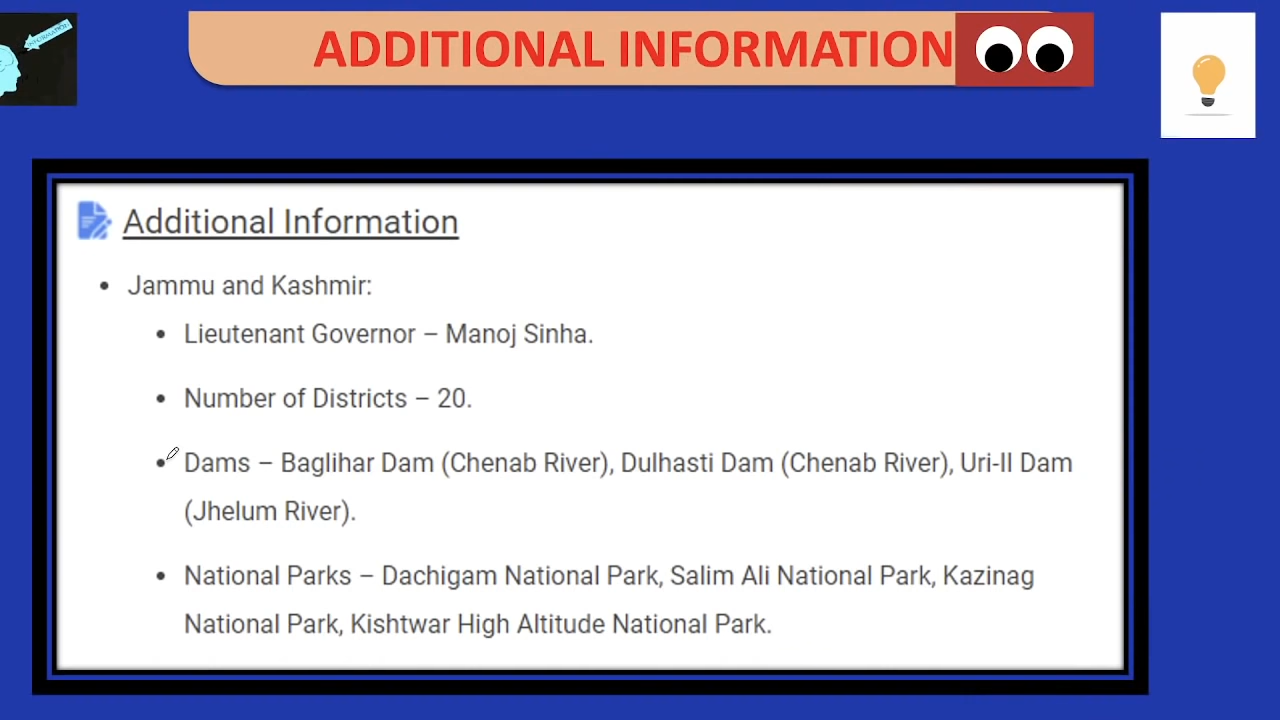 INFORMATION
ADDITIONAL INFORMATION
Additional Information
• Jammu and Kashmir:
• Lieutenant Governor – Manoj Sinha.
• Number of Districts – 20.
• Dams – Baglihar Dam (Chenab River), Dulhasti Dam (Chenab River), Uri-II Dam
(Jhelum River).
• National Parks – Dachigam National Park, Salim Ali National Park, Kazinag
National Park, Kishtwar High Altitude National Park.